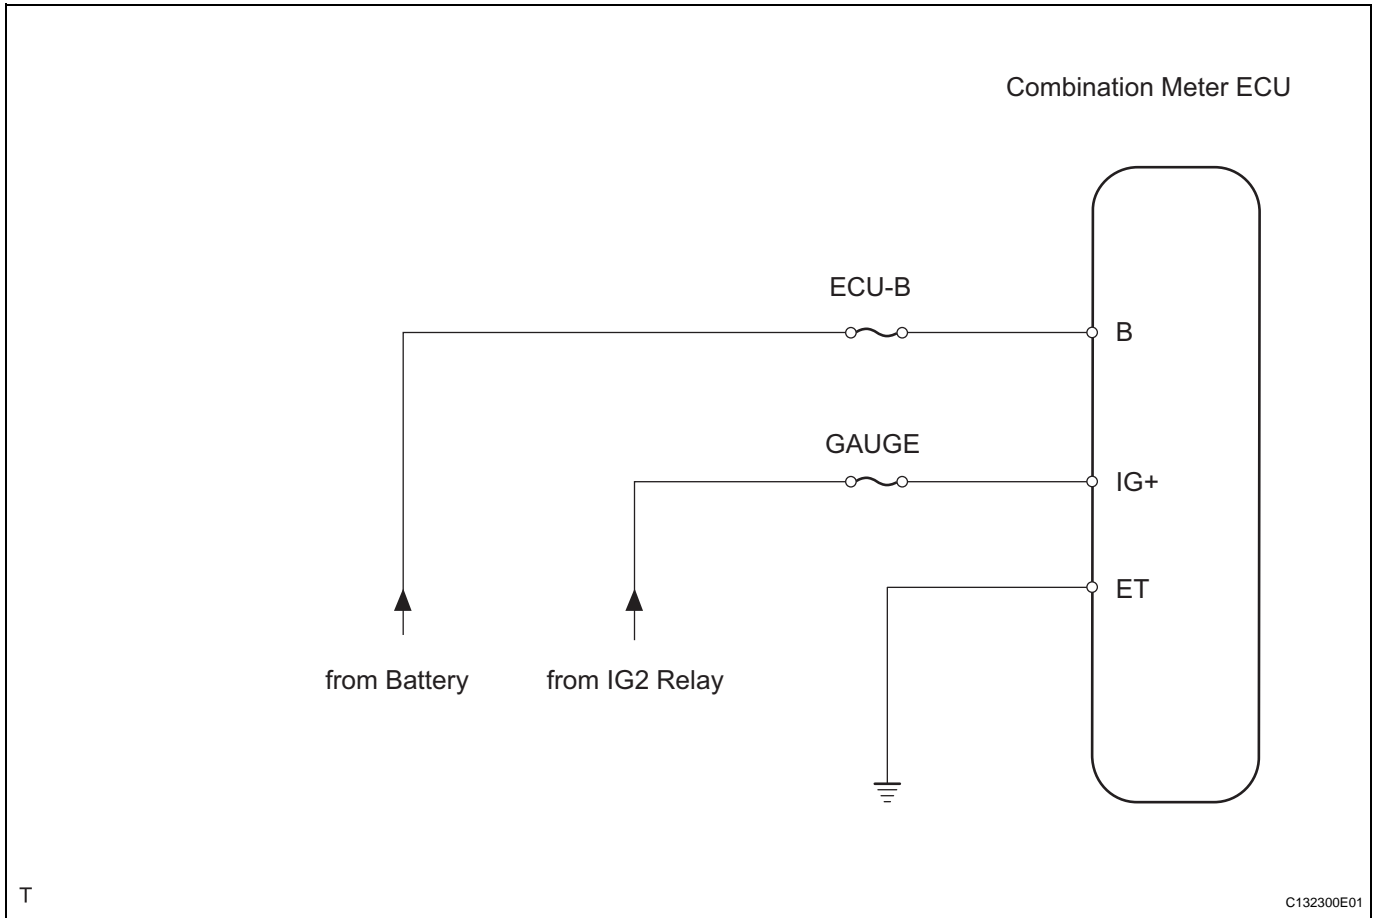 Combination Meter ECU
ECU-B
B
GAUGE
IG+
ET
from Battery
from IG2 Relay
T
C132300E01